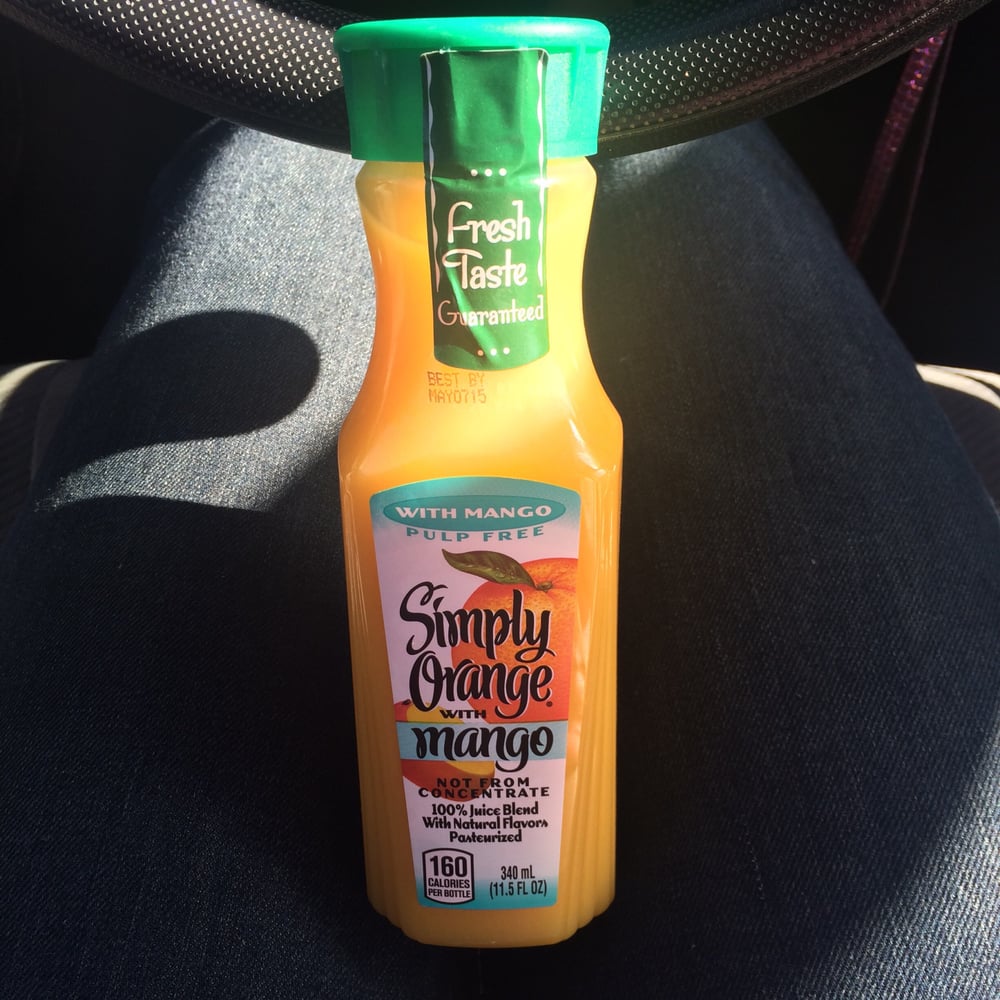 Fresh
Taste
Guaranteed
BEST BY
MAY0715
WITH MANGO
PULP FREE
Simply
Orange®
WITH
mango
NOT FROM
CONCENTRATE
100% Juice Blend
With Natural Flavors
Pasteurized
160
CALORIES
PER BOTTLE
340 mL
(11.5 FL OZ)